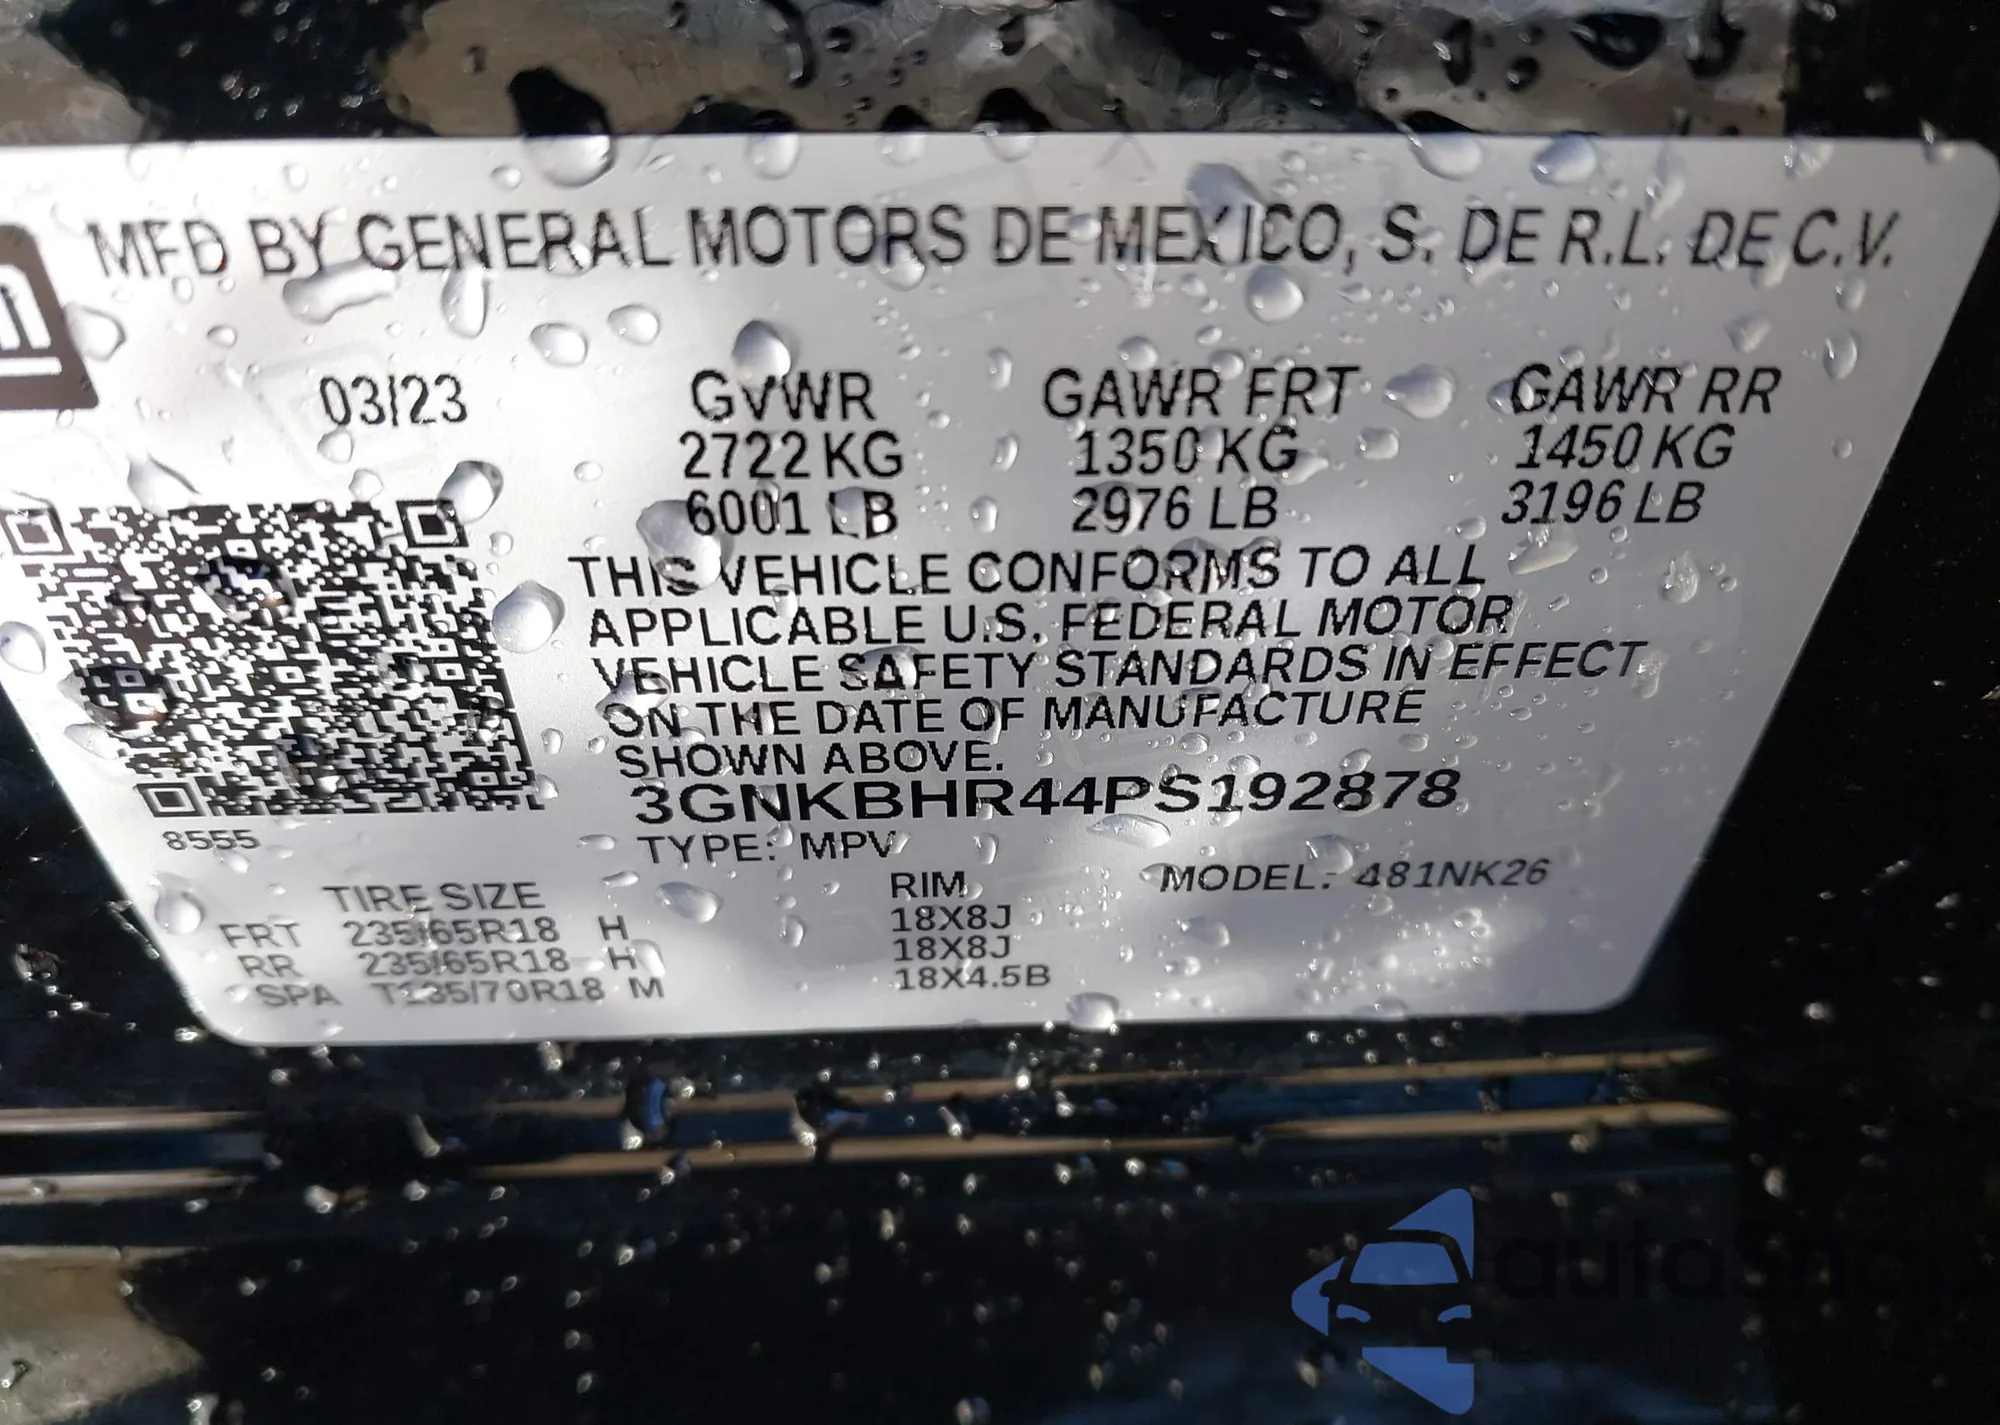 MFD BY GENERAL MOTORS DE MEXICO, S. DE R.L. DE C.V.
03/23 GVWR GAWR FRT GAWR RR
2722 KG 1350 KG 1450 KG
6001 LB 2976 LB 3196 LB
THIS VEHICLE CONFORMS TO ALL
APPLICABLE U.S. FEDERAL MOTOR
VEHICLE SAFETY STANDARDS IN EFFECT
ON THE DATE OF MANUFACTURE
SHOWN ABOVE.
3GNKBHR44PS192878
8555
TYPE: MPV
MODEL: 481NK26
TIRE SIZE RIM
FRT 235/65R18 H 18X8J
RR 235/65R18 H 18X8J
SPA T135/70R18 M 18X4.5B